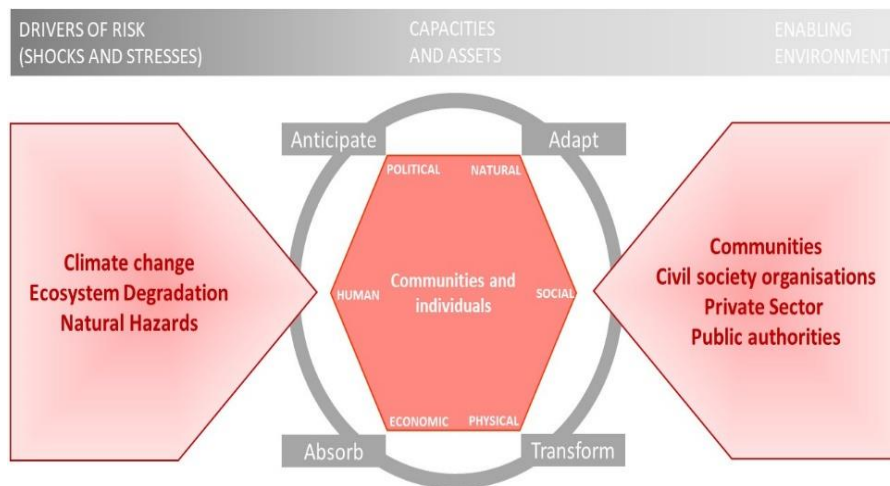 DRIVERS OF RISK
(SHOCKS AND STRESSES)
CAPACITIES
AND ASSETS
ENABLING
ENVIRONMENT
Anticipate
Adapt
POLITICAL
NATURAL
Climate change
Ecosystem Degradation
Natural Hazards
HUMAN
Communities and
individuals
SOCIAL
Communities
Civil society organisations
Private Sector
Public authorities
ECONOMIC
PHYSICAL
Absorb
Transform